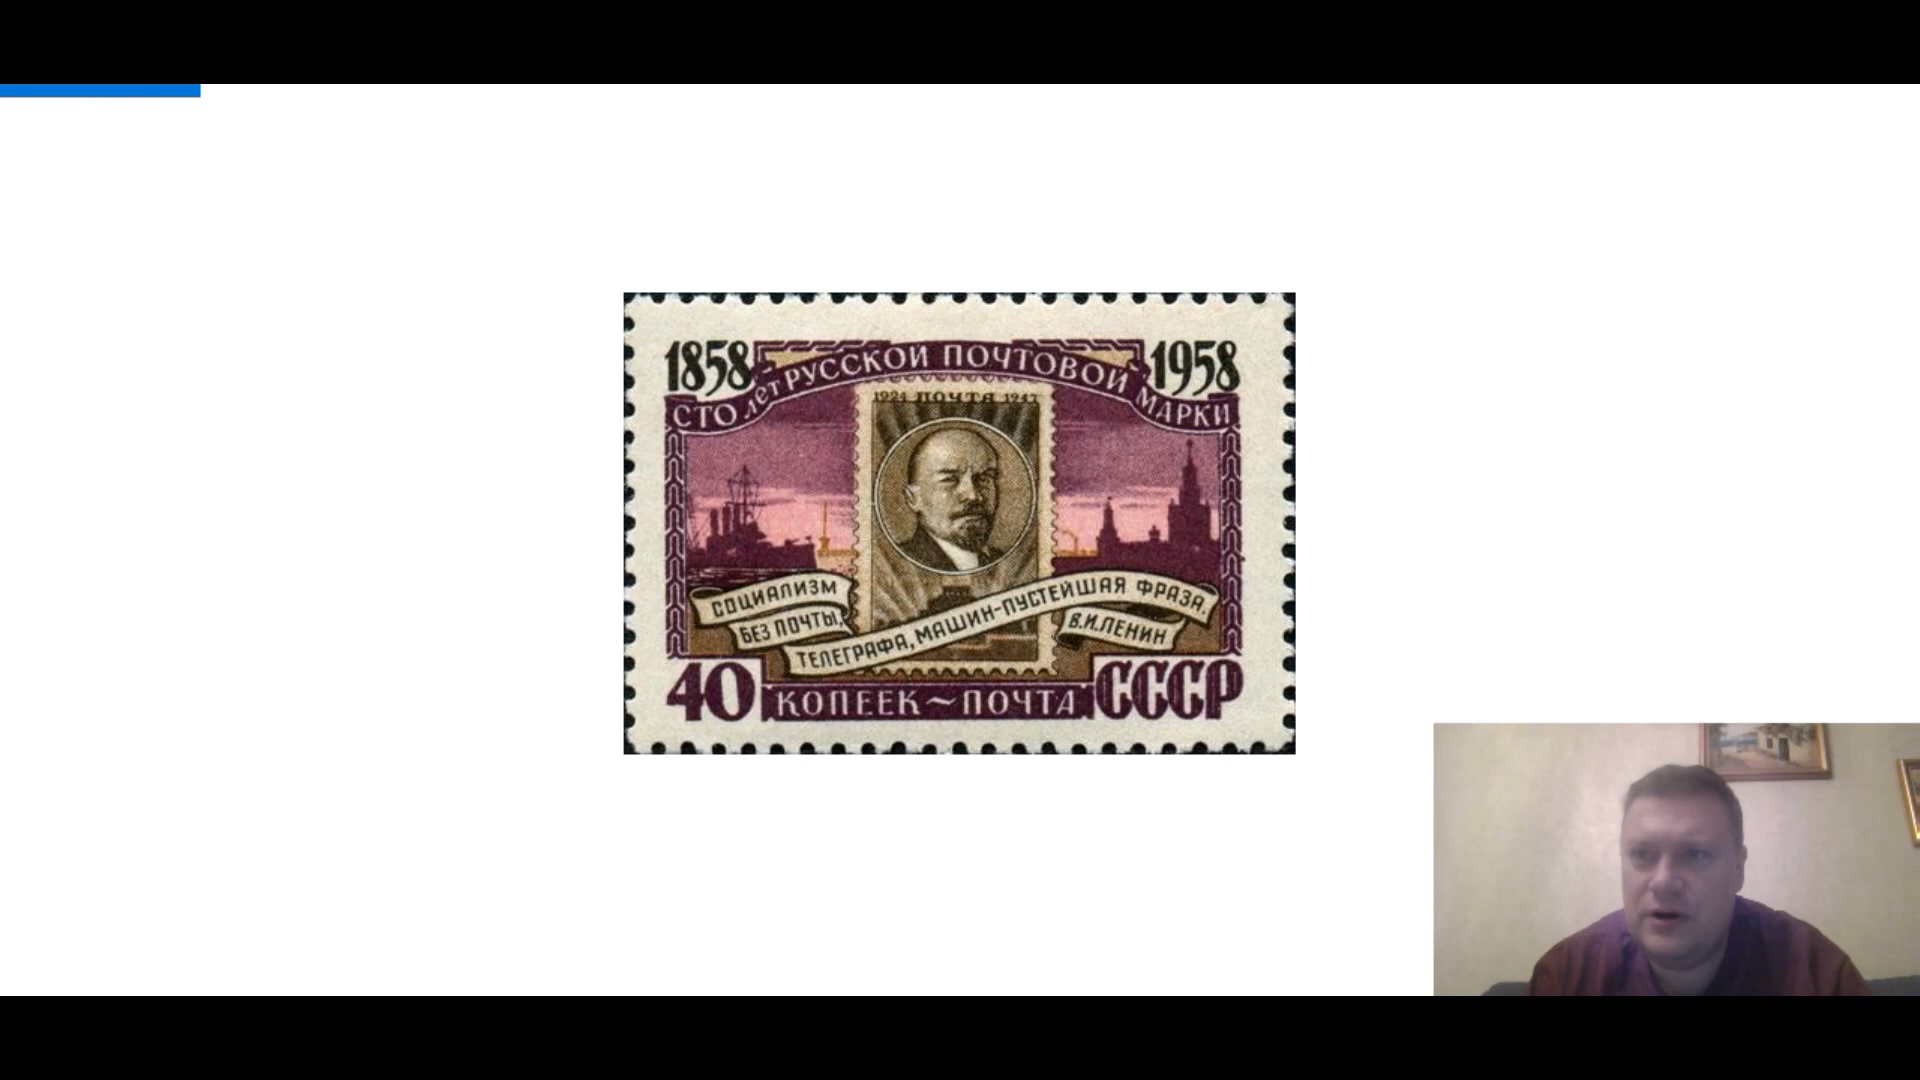 1858 1958
СТО лет РУССКОЙ ПОЧТОВОЙ МАРКИ
1924 ПОЧТА 1947
СОЦИАЛИЗМ
БЕЗ ПОЧТЫ,
ТЕЛЕГРАФА, МАШИН-ПУСТЕЙШАЯ ФРАЗА.
В.И.ЛЕНИН
40 КОПЕЕК~ПОЧТА СССР